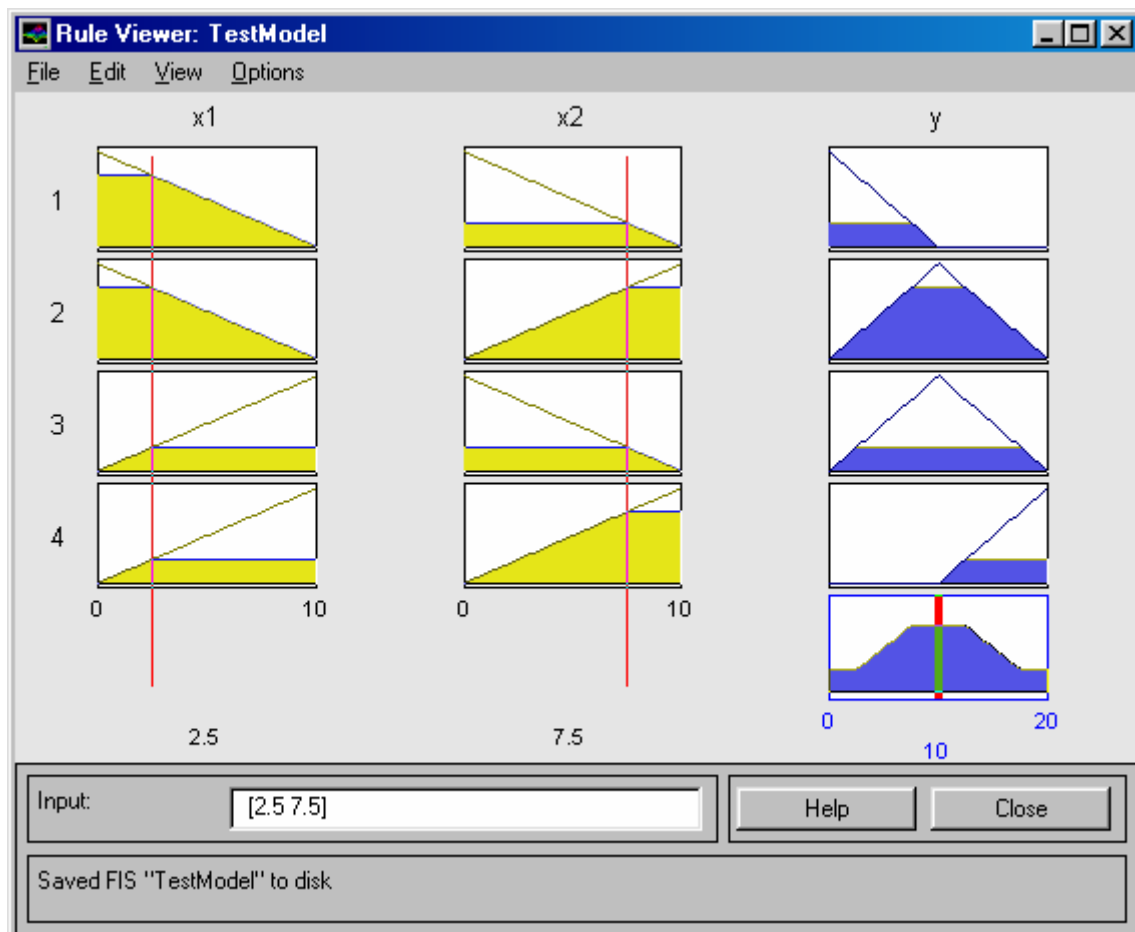 Rule Viewer: TestModel
File Edit View Options
x1 x2 y
1
2
3
4
0 10 0 10
0 20
2.5 7.5 10
Input: [2.5 7.5] Help Close
Saved FIS "TestModel" to disk